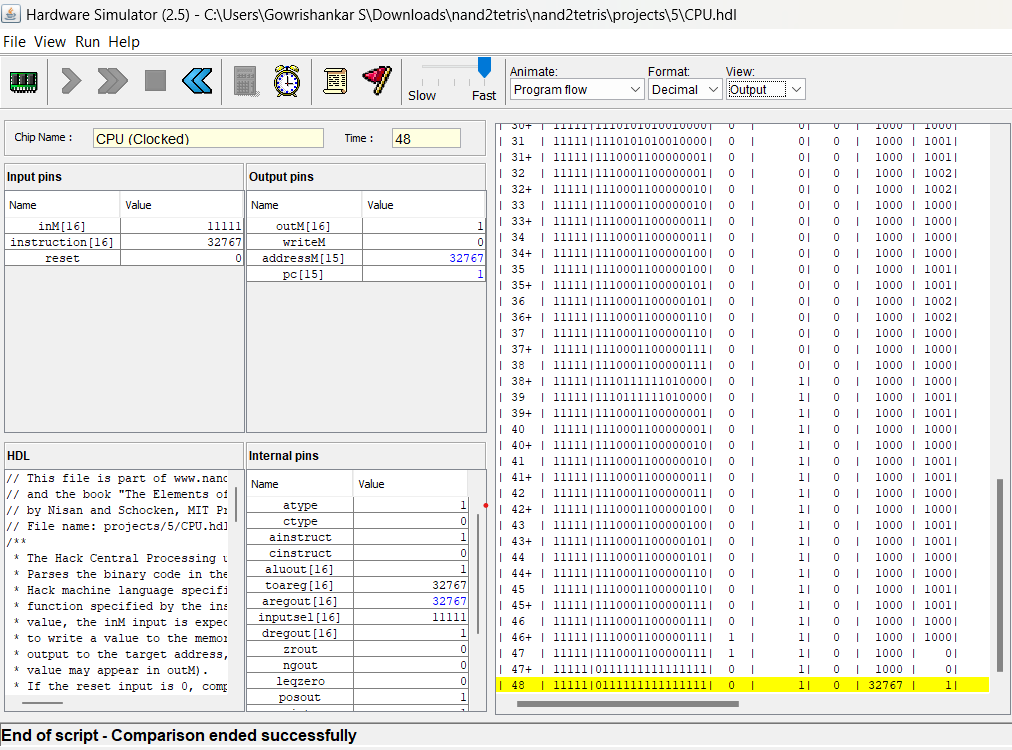 Hardware Simulator (2.5) - C:\Users\Gowrishankar S\Downloads\nand2tetris\nand2tetris\projects\5\CPU.hdl
File View Run Help
Slow Fast
Animate: Format: View:
Program flow Decimal Output
Chip Name : CPU (Clocked) Time : 48
Input pins
Name Value
inM[16] 11111
instruction[16] 32767
reset 0
Output pins
Name Value
outM[16] 1
writeM 0
addressM[15] 32767
pc[15] 1
HDL
// This file is part of www.nand
// and the book "The Elements of
// by Nisan and Schocken, MIT Pr
// File name: projects/5/CPU.hdl
/**
* The Hack Central Processing u
* Parses the binary code in the
* Hack machine language specifi
* function specified by the ins
* value, the inM input is expec
* to write a value to the memor
* output to the target address,
* value may appear in outM).
* If the reset input is 0, comp
Internal pins
Name Value
atype 1
ctype 0
ainstruct 1
cinstruct 0
aluout[16] 1
toareg[16] 32767
aregout[16] 32767
inputsel[16] 11111
dregout[16] 1
zrout 0
ngout 0
leqzero 0
posout 1
| 30+ | 11111|1110101010010000| 0 | 0| 0 | 1000 | 1000|
| 31 | 11111|1110101010010000| 0 | 0| 0 | 1000 | 1001|
| 31+ | 11111|1110001100000001| 0 | 0| 0 | 1000 | 1001|
| 32 | 11111|1110001100000001| 0 | 0| 0 | 1000 | 1002|
| 32+ | 11111|1110001100000010| 0 | 0| 0 | 1000 | 1002|
| 33 | 11111|1110001100000010| 0 | 0| 0 | 1000 | 1000|
| 33+ | 11111|1110001100000011| 0 | 0| 0 | 1000 | 1000|
| 34 | 11111|1110001100000011| 0 | 0| 0 | 1000 | 1000|
| 34+ | 11111|1110001100000100| 0 | 0| 0 | 1000 | 1000|
| 35 | 11111|1110001100000100| 0 | 0| 0 | 1000 | 1001|
| 35+ | 11111|1110001100000101| 0 | 0| 0 | 1000 | 1001|
| 36 | 11111|1110001100000101| 0 | 0| 0 | 1000 | 1002|
| 36+ | 11111|1110001100000110| 0 | 0| 0 | 1000 | 1002|
| 37 | 11111|1110001100000110| 0 | 0| 0 | 1000 | 1000|
| 37+ | 11111|1110001100000111| 0 | 0| 0 | 1000 | 1000|
| 38 | 11111|1110001100000111| 0 | 0| 0 | 1000 | 1000|
| 38+ | 11111|1110111111010000| 0 | 1| 0 | 1000 | 1000|
| 39 | 11111|1110111111010000| 0 | 1| 0 | 1000 | 1001|
| 39+ | 11111|1110001100000001| 0 | 1| 0 | 1000 | 1001|
| 40 | 11111|1110001100000001| 0 | 1| 0 | 1000 | 1000|
| 40+ | 11111|1110001100000010| 0 | 1| 0 | 1000 | 1000|
| 41 | 11111|1110001100000010| 0 | 1| 0 | 1000 | 1001|
| 41+ | 11111|1110001100000011| 0 | 1| 0 | 1000 | 1001|
| 42 | 11111|1110001100000011| 0 | 1| 0 | 1000 | 1000|
| 42+ | 11111|1110001100000100| 0 | 1| 0 | 1000 | 1000|
| 43 | 11111|1110001100000100| 0 | 1| 0 | 1000 | 1001|
| 43+ | 11111|1110001100000101| 0 | 1| 0 | 1000 | 1001|
| 44 | 11111|1110001100000101| 0 | 1| 0 | 1000 | 1000|
| 44+ | 11111|1110001100000110| 0 | 1| 0 | 1000 | 1000|
| 45 | 11111|1110001100000110| 0 | 1| 0 | 1000 | 1001|
| 45+ | 11111|1110001100000111| 0 | 1| 0 | 1000 | 1001|
| 46 | 11111|1110001100000111| 0 | 1| 0 | 1000 | 1000|
| 46+ | 11111|1110001100000111| 1 | 1| 0 | 1000 | 1000|
| 47 | 11111|1110001100000111| 1 | 1| 0 | 1000 | 0|
| 47+ | 11111|0111111111111111| 0 | 1| 0 | 1000 | 0|
| 48 | 11111|0111111111111111| 0 | 1| 0 | 32767 | 1|
End of script - Comparison ended successfully